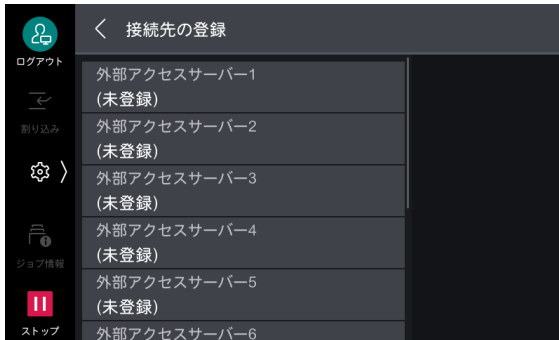 接続先の登録
ログアウト
割り込み
ジョブ情報
ストップ
外部アクセスサーバー1
(未登録)
外部アクセスサーバー2
(未登録)
外部アクセスサーバー3
(未登録)
外部アクセスサーバー4
(未登録)
外部アクセスサーバー5
(未登録)
外部アクセスサーバー6